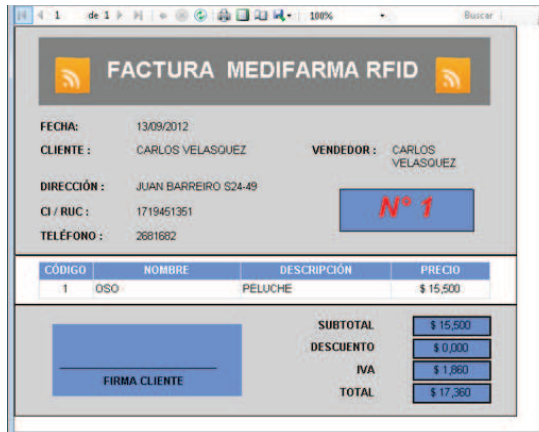 1 de 1 100% Buscar
FACTURA MEDIFARMA RFID
FECHA: 13/09/2012
CLIENTE : CARLOS VELASQUEZ VENDEDOR : CARLOS
VELASQUEZ
DIRECCIÓN : JUAN BARREIRO S24-49
CI / RUC : 1719451351 N° 1
TELÉFONO : 2681682
CÓDIGO NOMBRE DESCRIPCIÓN PRECIO
1 OSO PELUCHE $ 15,500
SUBTOTAL $ 15,500
DESCUENTO $ 0,000
IVA $ 1,860
FIRMA CLIENTE
TOTAL $ 17,360